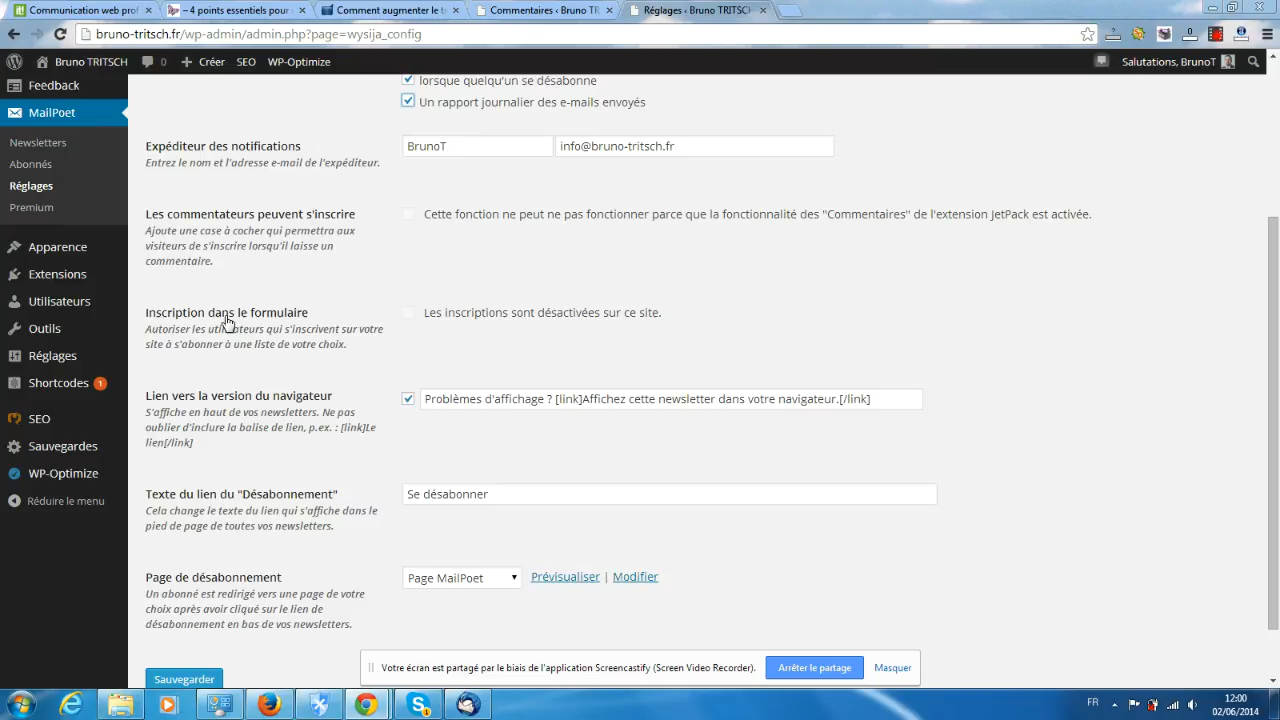 Communication web prof
– 4 points essentiels pour
Comment augmenter le t
Commentaires ‹ Bruno TR
Réglages ‹ Bruno TRITSCH
bruno-tritsch.fr/wp-admin/admin.php?page=wysija_config
Bruno TRITSCH
0
Créer
SEO
WP-Optimize
Salutations, BrunoT
Feedback
MailPoet
Newsletters
Abonnés
Réglages
Premium
Apparence
Extensions
Utilisateurs
Outils
Réglages
Shortcodes 1
SEO
Sauvegardes
WP-Optimize
Réduire le menu
lorsque quelqu'un se désabonne
Un rapport journalier des e-mails envoyés
Expéditeur des notifications
Entrez le nom et l'adresse e-mail de l'expéditeur.
BrunoT
info@bruno-tritsch.fr
Les commentateurs peuvent s'inscrire
Ajoute une case à cocher qui permettra aux
visiteurs de s'inscrire lorsqu'il laisse un
commentaire.
Cette fonction ne peut ne pas fonctionner parce que la fonctionnalité des "Commentaires" de l'extension JetPack est activée.
Inscription dans le formulaire
Autoriser les utilisateurs qui s'inscrivent sur votre
site à s'abonner à une liste de votre choix.
Les inscriptions sont désactivées sur ce site.
Lien vers la version du navigateur
S'affiche en haut de vos newsletters. Ne pas
oublier d'inclure la balise de lien, p.ex. : [link]Le
lien[/link]
Problèmes d'affichage ? [link]Affichez cette newsletter dans votre navigateur.[/link]
Texte du lien du "Désabonnement"
Cela change le texte du lien qui s'affiche dans le
pied de page de toutes vos newsletters.
Se désabonner
Page de désabonnement
Un abonné est redirigé vers une page de votre
choix après avoir cliqué sur le lien de
désabonnement en bas de vos newsletters.
Page MailPoet
Prévisualiser | Modifier
Sauvegarder
Votre écran est partagé par le biais de l'application Screencastify (Screen Video Recorder).
Arrêter le partage
Masquer
FR
12:00
02/06/2014